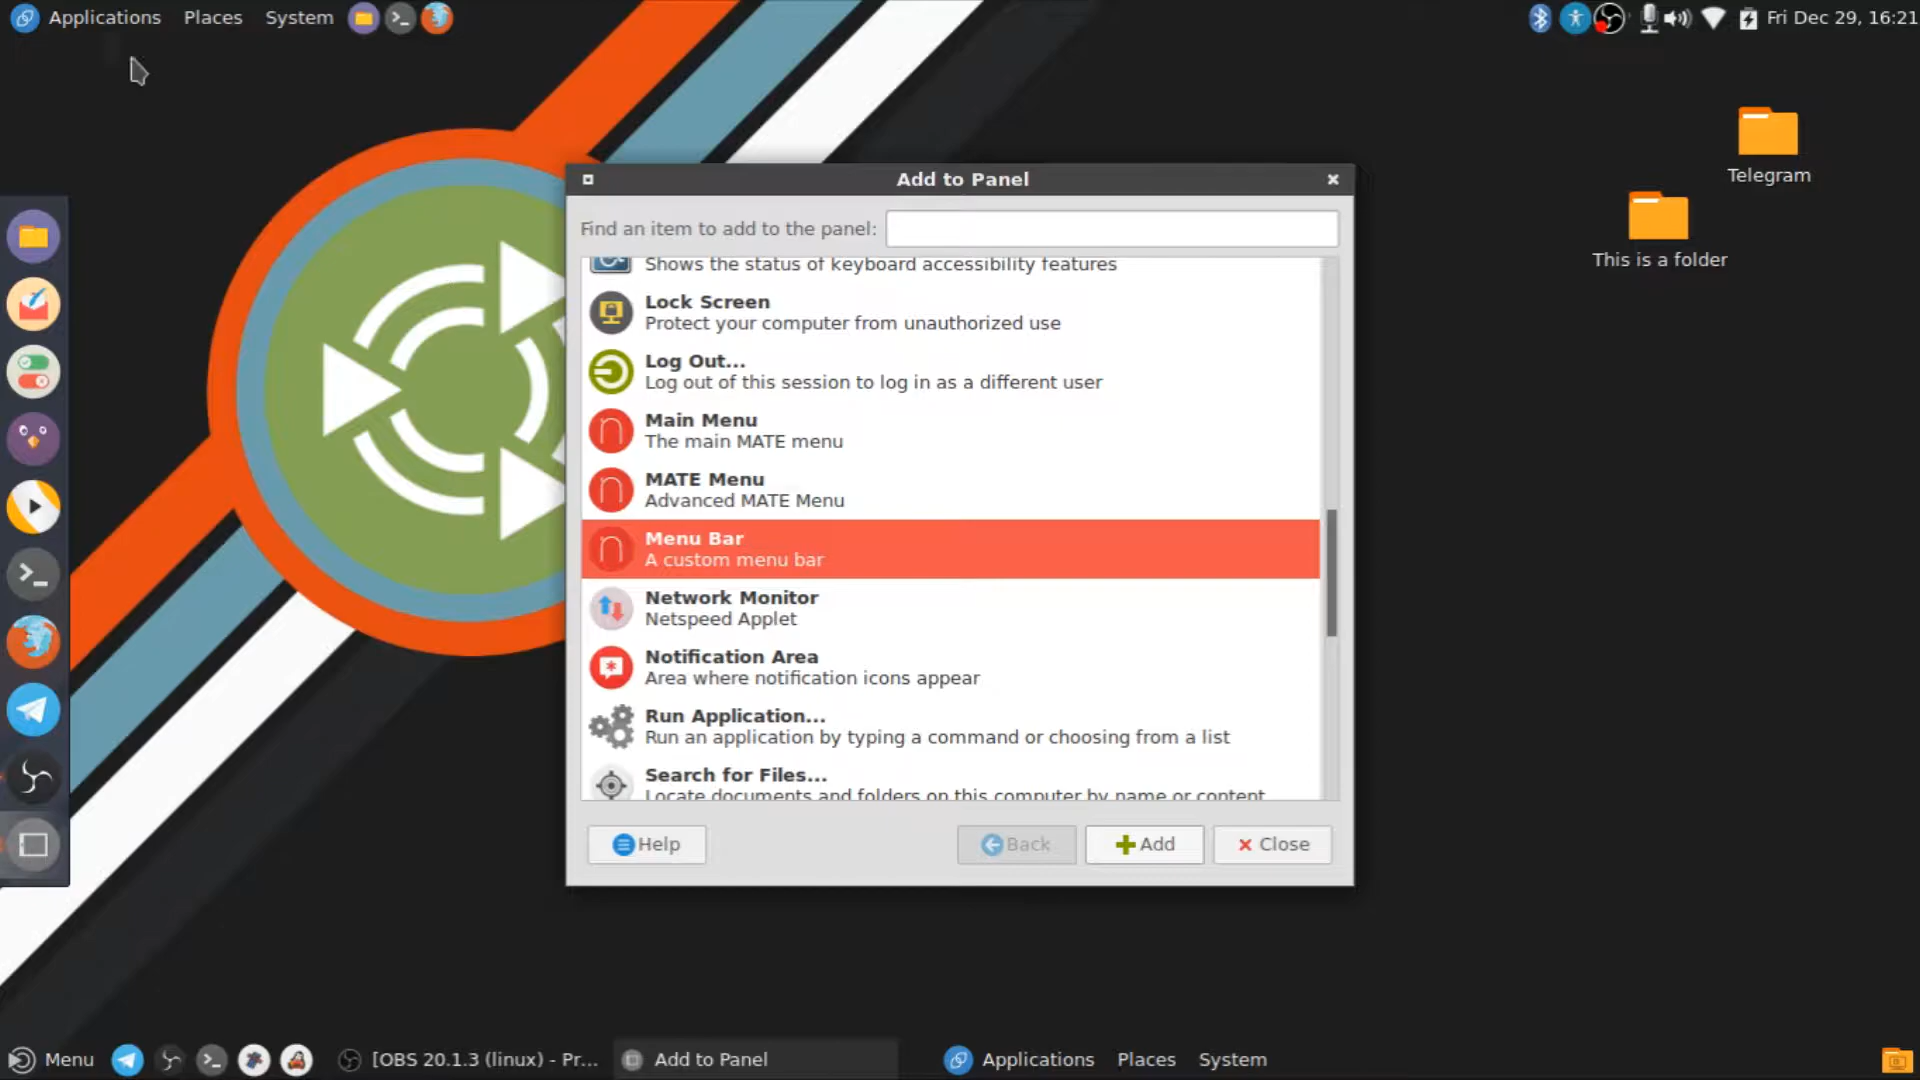 Applications Places System
Fri Dec 29, 16:21
Telegram
This is a folder
Add to Panel
Find an item to add to the panel:
Shows the status of keyboard accessibility features
Lock Screen
Protect your computer from unauthorized use
Log Out...
Log out of this session to log in as a different user
Main Menu
The main MATE menu
MATE Menu
Advanced MATE Menu
Menu Bar
A custom menu bar
Network Monitor
Netspeed Applet
Notification Area
Area where notification icons appear
Run Application...
Run an application by typing a command or choosing from a list
Search for Files...
Locate documents and folders on this computer by name or content
Help Back Add Close
Menu [OBS 20.1.3 (linux) - Pr... Add to Panel Applications Places System